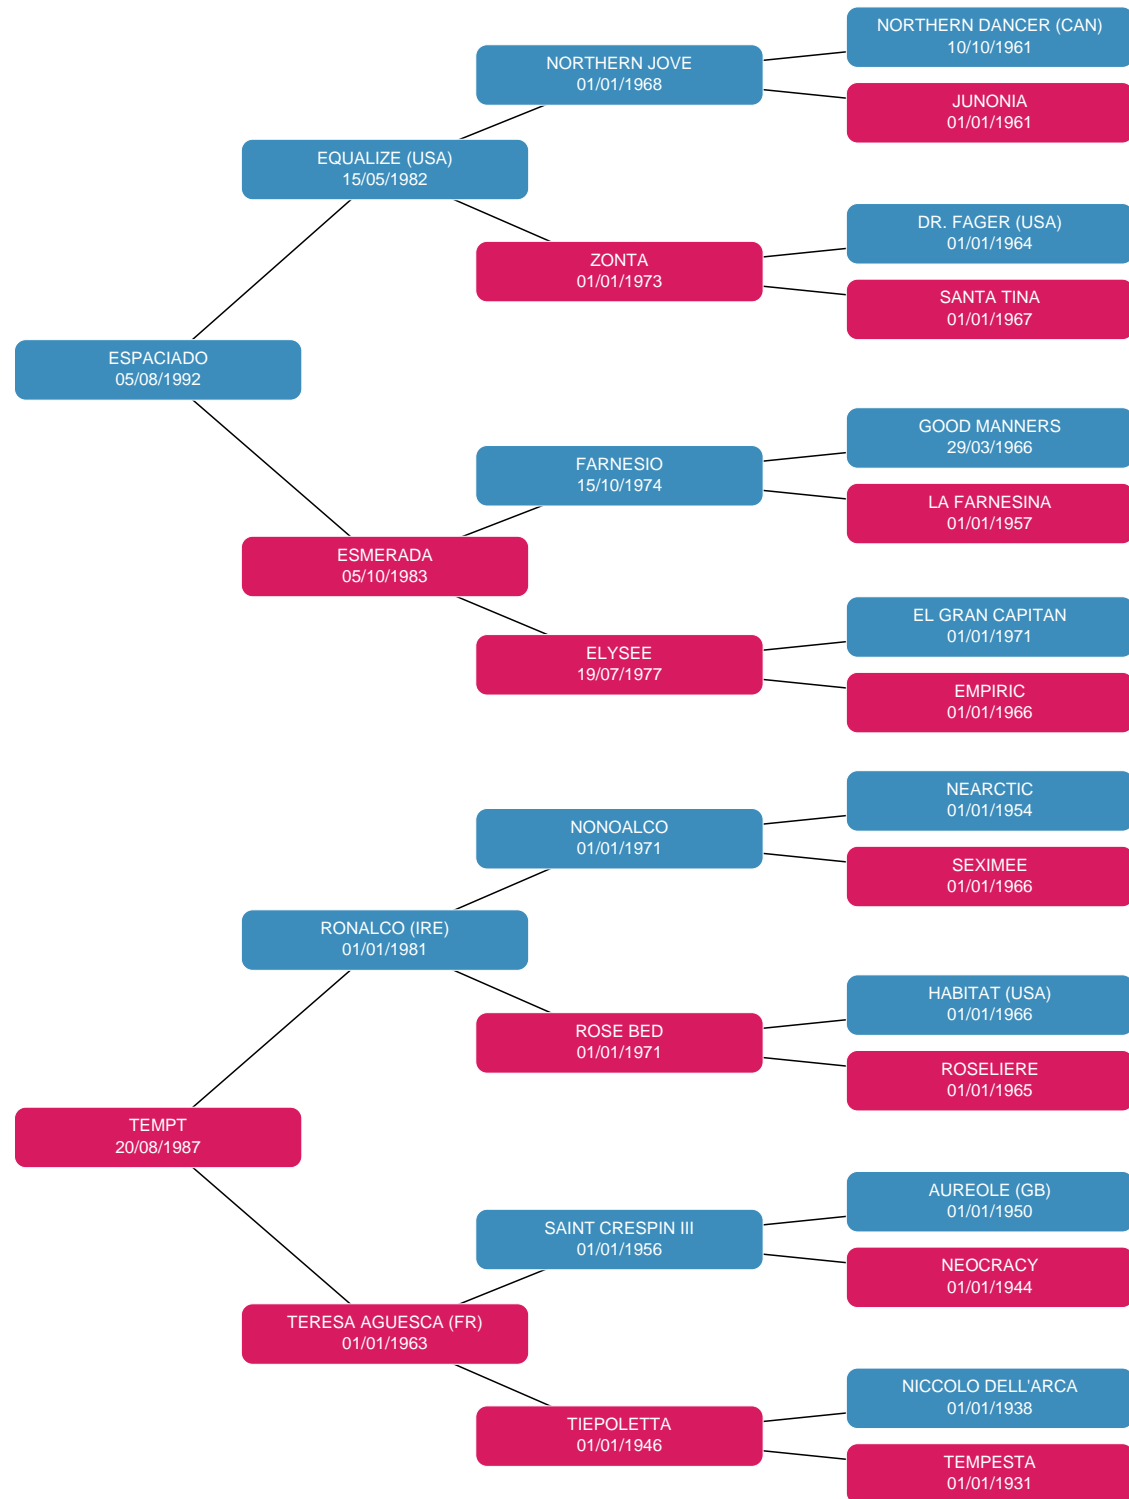 NORTHERN DANCER (CAN)
10/10/1961
NORTHERN JOVE
01/01/1968
JUNONIA
01/01/1961
EQUALIZE (USA)
15/05/1982
DR. FAGER (USA)
01/01/1964
ZONTA
01/01/1973
SANTA TINA
01/01/1967
ESPACIADO
05/08/1992
GOOD MANNERS
29/03/1966
FARNESIO
15/10/1974
LA FARNESINA
01/01/1957
ESMERADA
05/10/1983
EL GRAN CAPITAN
01/01/1971
ELYSEE
19/07/1977
EMPIRIC
01/01/1966
NEARCTIC
01/01/1954
NONOALCO
01/01/1971
SEXIMEE
01/01/1966
RONALCO (IRE)
01/01/1981
HABITAT (USA)
01/01/1966
ROSE BED
01/01/1971
ROSELIERE
01/01/1965
TEMPT
20/08/1987
AUREOLE (GB)
01/01/1950
SAINT CRESPIN III
01/01/1956
NEOCRACY
01/01/1944
TERESA AGUESCA (FR)
01/01/1963
NICCOLO DELL'ARCA
01/01/1938
TIEPOLETTA
01/01/1946
TEMPESTA
01/01/1931